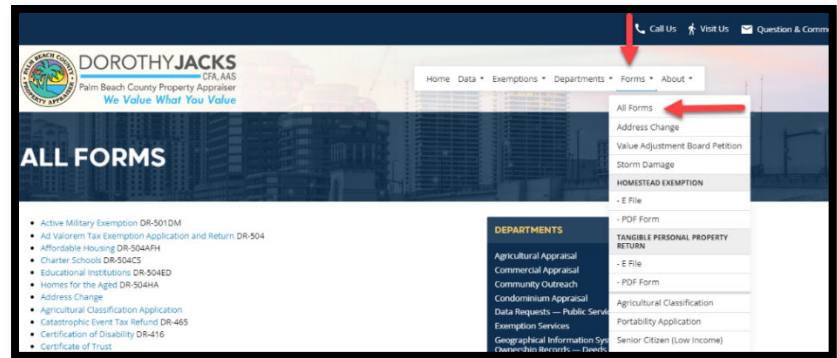 Call Us Visit Us Question & Comm
PALM BEACH COUNTY
PROPERTY APPRAISER
DOROTHYJACKS
CFA, AAS
Palm Beach County Property Appraiser
We Value What You Value
Home Data Exemptions Departments Forms About
All Forms
Address Change
Value Adjustment Board Petition
Storm Damage
HOMESTEAD EXEMPTION
- E File
- PDF Form
TANGIBLE PERSONAL PROPERTY
RETURN
- E File
- PDF Form
Agricultural Classification
Portability Application
Senior Citizen (Low Income)
ALL FORMS
• Active Military Exemption DR-501DM
• Ad Valorem Tax Exemption Application and Return DR-504
• Affordable Housing DR-504AFH
• Charter Schools DR-504CS
• Educational Institutions DR-504ED
• Homes for the Aged DR-504HA
• Address Change
• Agricultural Classification Application
• Catastrophic Event Tax Refund DR-465
• Certification of Disability DR-416
• Certificate of Trust
DEPARTMENTS
Agricultural Appraisal
Commercial Appraisal
Community Outreach
Condominium Appraisal
Data Requests — Public Servi
Exemption Services
Geographical Information Sys
Ownership Records — Deeds